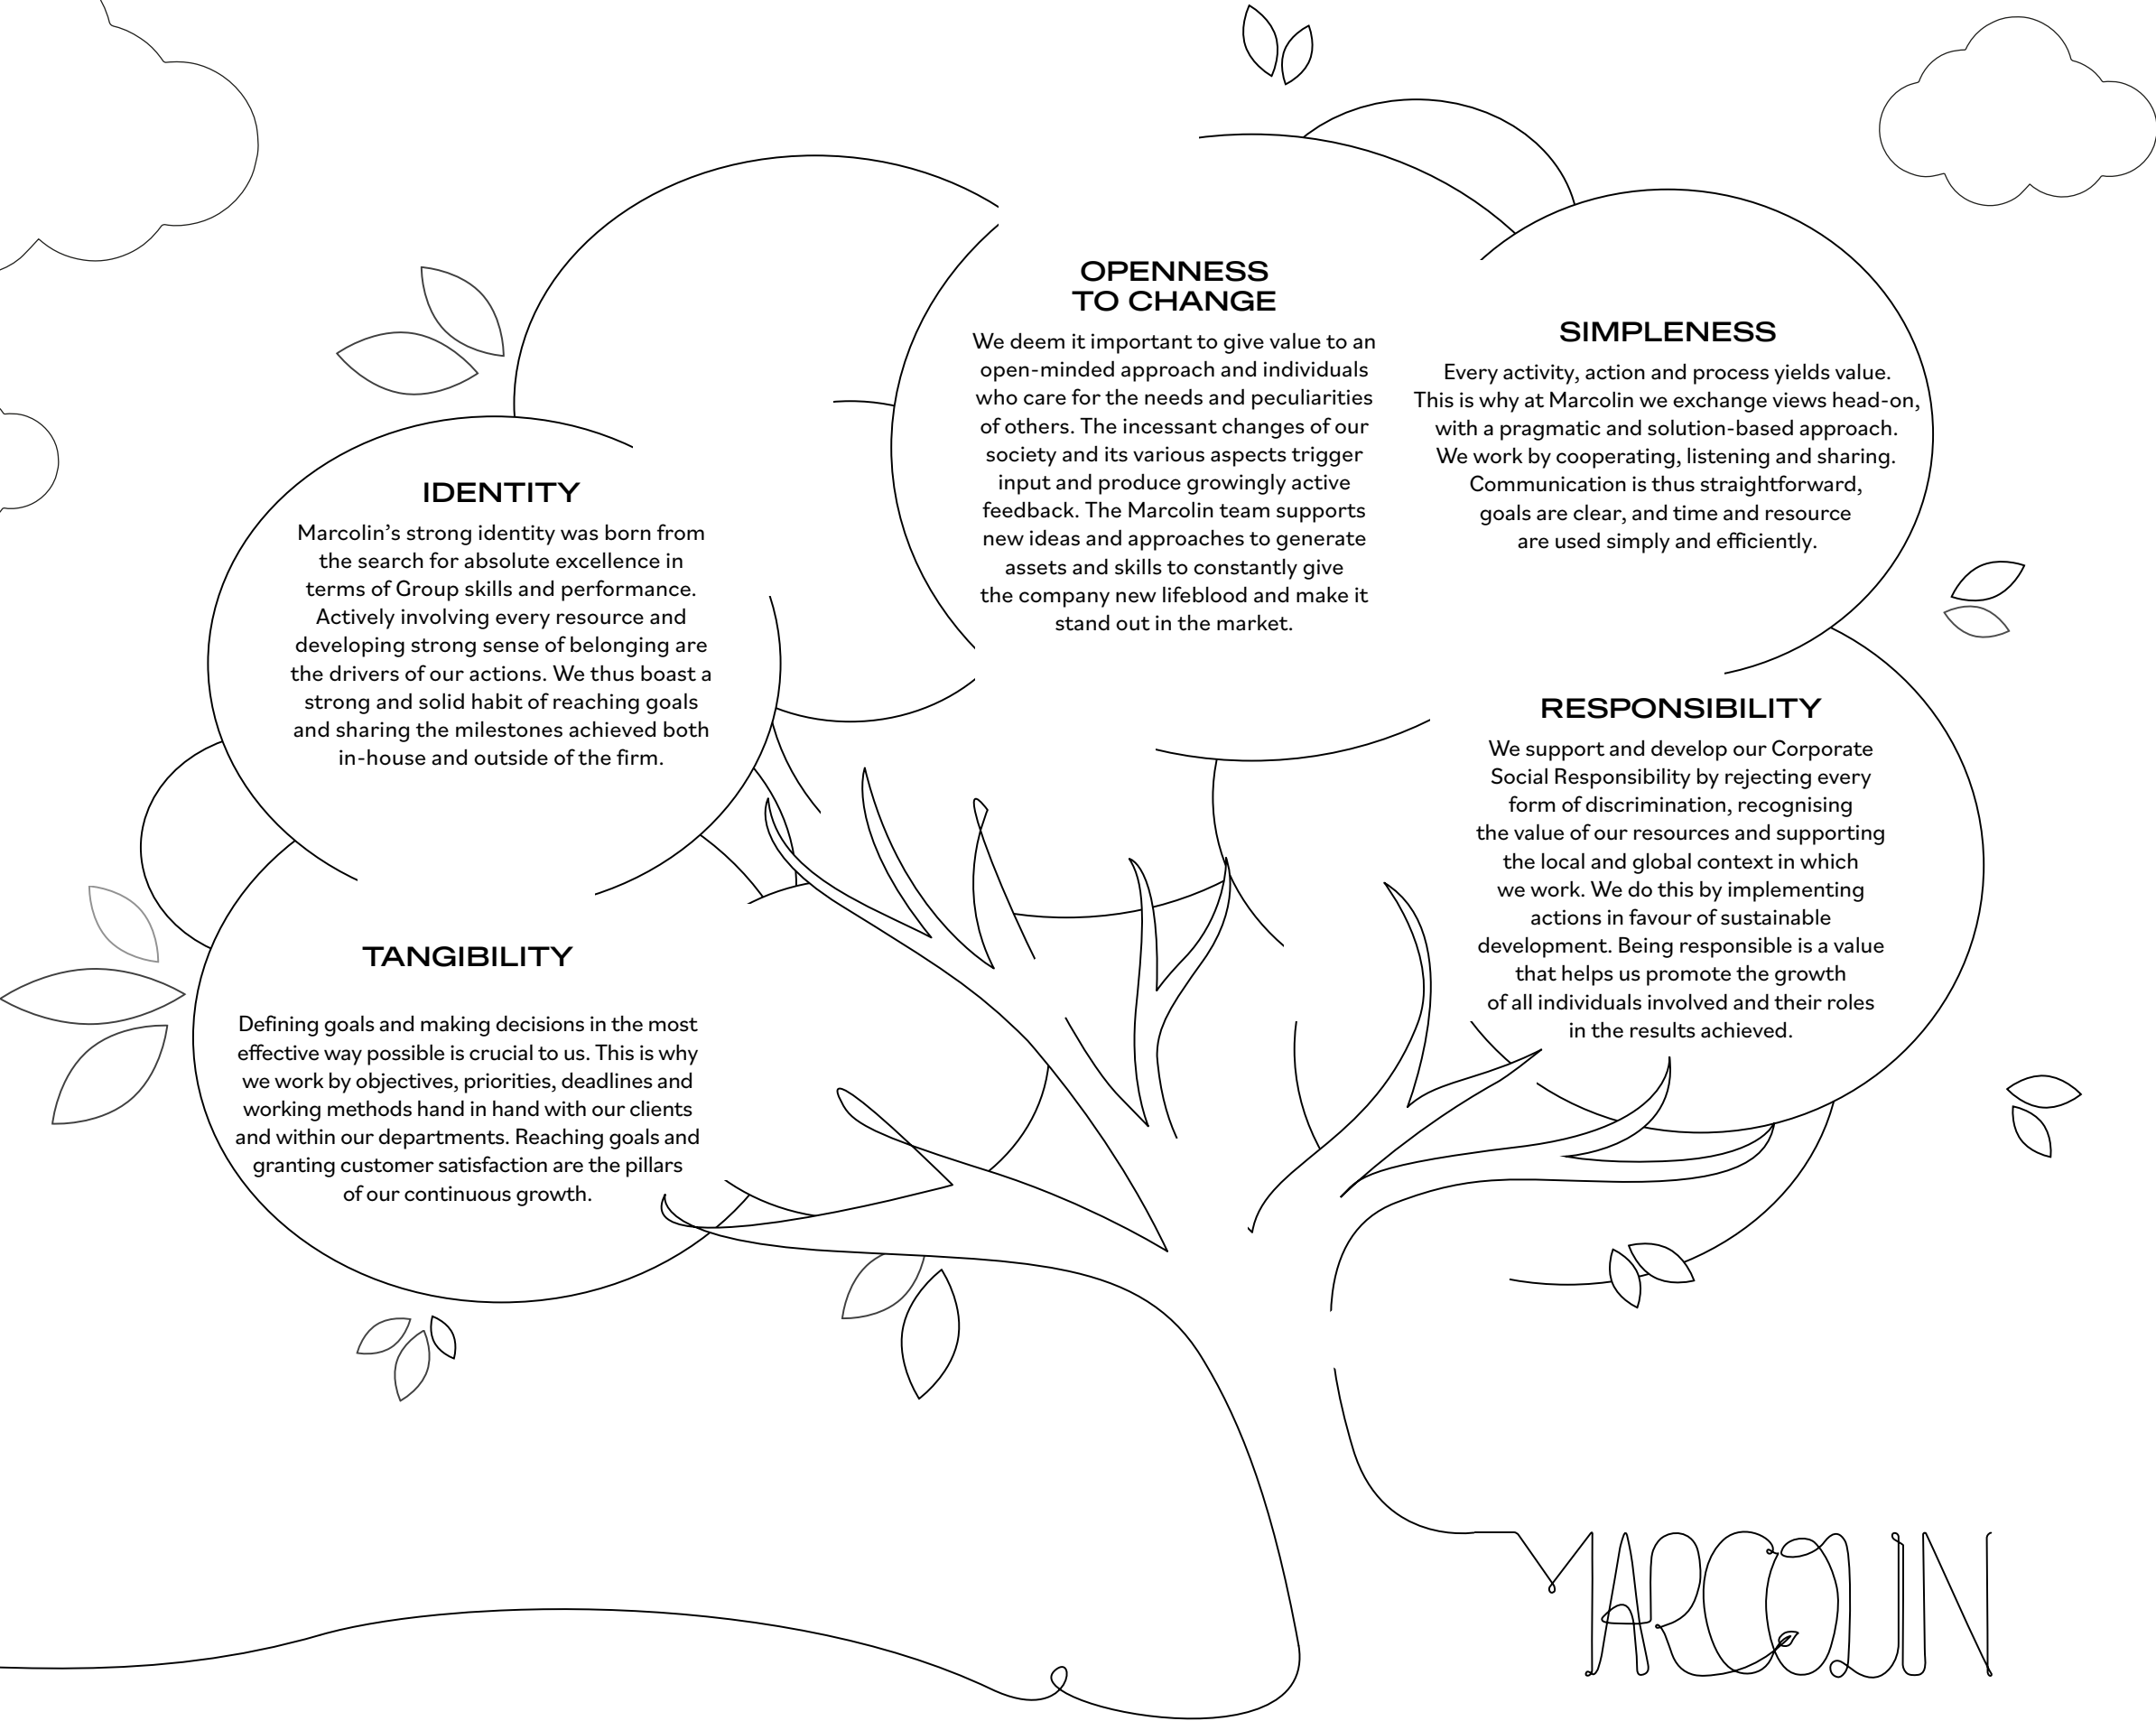 OPENNESS
TO CHANGE
We deem it important to give value to an
open-minded approach and individuals
who care for the needs and peculiarities
of others. The incessant changes of our
society and its various aspects trigger
input and produce growingly active
feedback. The Marcolin team supports
new ideas and approaches to generate
assets and skills to constantly give
the company new lifeblood and make it
stand out in the market.
SIMPLENESS
Every activity, action and process yields value.
This is why at Marcolin we exchange views head-on,
with a pragmatic and solution-based approach.
We work by cooperating, listening and sharing.
Communication is thus straightforward,
goals are clear, and time and resource
are used simply and efficiently.
IDENTITY
Marcolin’s strong identity was born from
the search for absolute excellence in
terms of Group skills and performance.
Actively involving every resource and
developing strong sense of belonging are
the drivers of our actions. We thus boast a
strong and solid habit of reaching goals
and sharing the milestones achieved both
in-house and outside of the firm.
RESPONSIBILITY
We support and develop our Corporate
Social Responsibility by rejecting every
form of discrimination, recognising
the value of our resources and supporting
the local and global context in which
we work. We do this by implementing
actions in favour of sustainable
development. Being responsible is a value
that helps us promote the growth
of all individuals involved and their roles
in the results achieved.
TANGIBILITY
Defining goals and making decisions in the most
effective way possible is crucial to us. This is why
we work by objectives, priorities, deadlines and
working methods hand in hand with our clients
and within our departments. Reaching goals and
granting customer satisfaction are the pillars
of our continuous growth.
MARCOLIN